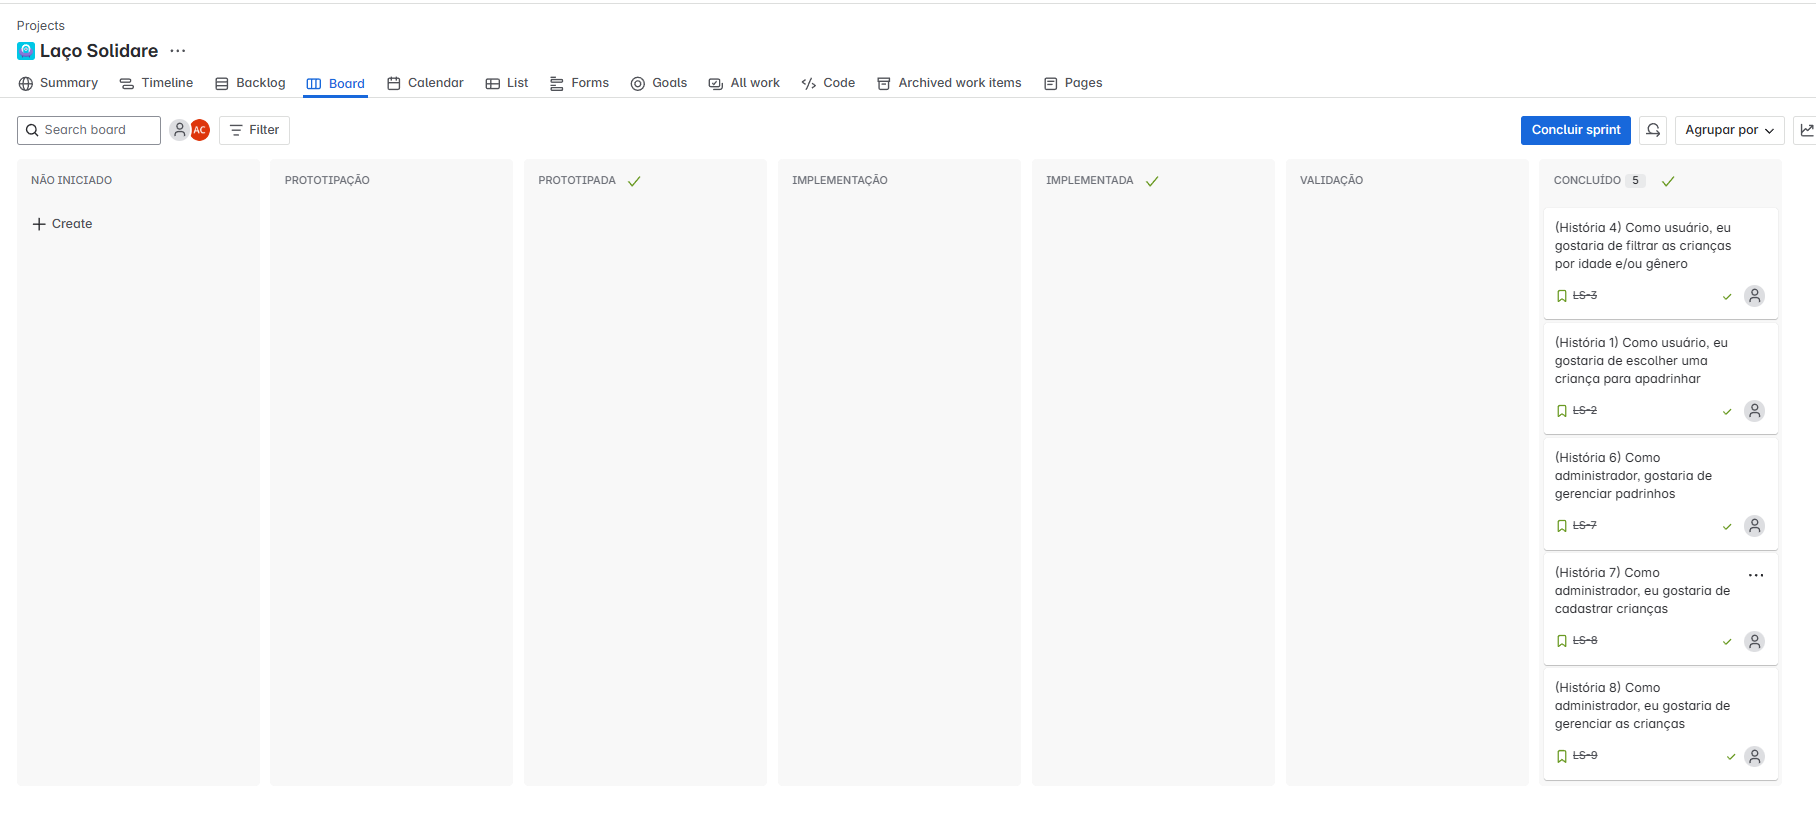 Projects
Laço Solidare
Summary
Timeline
Backlog
Board
Calendar
List
Forms
Goals
All work
Code
Archived work items
Pages
Search board
AC
Filter
Concluir sprint
Agrupar por
NÃO INICIADO
PROTOTIPAÇÃO
PROTOTIPADA
IMPLEMENTAÇÃO
IMPLEMENTADA
VALIDAÇÃO
CONCLUÍDO 5
Create
(História 4) Como usuário, eu
gostaria de filtrar as crianças
por idade e/ou gênero
LS-3
(História 1) Como usuário, eu
gostaria de escolher uma
criança para apadrinhar
LS-2
(História 6) Como
administrador, gostaria de
gerenciar padrinhos
LS-7
(História 7) Como
administrador, eu gostaria de
cadastrar crianças
LS-8
(História 8) Como
administrador, eu gostaria de
gerenciar as crianças
LS-9